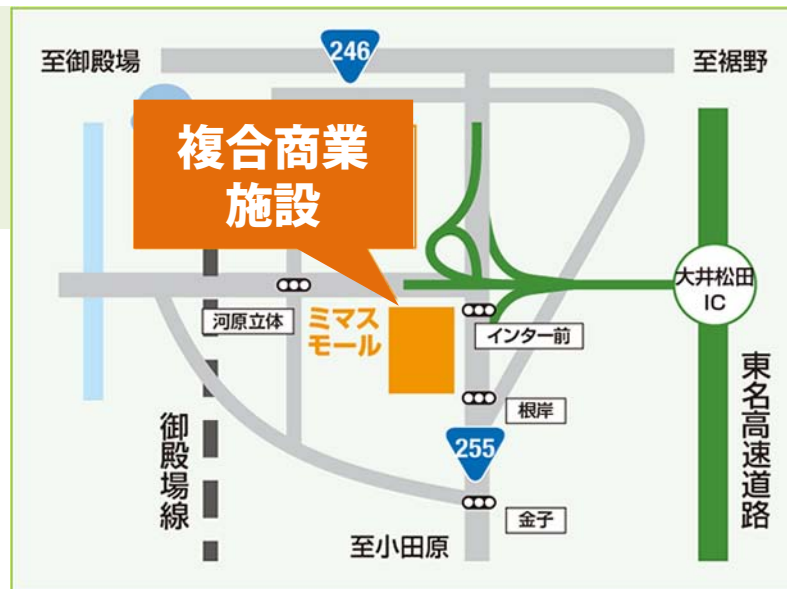 至御殿場
246
至裾野
複合商業
施設
大井松田
IC
河原立体
ミマス
モール
インター前
根岸
255
金子
御殿場線
至小田原
東名高速道路